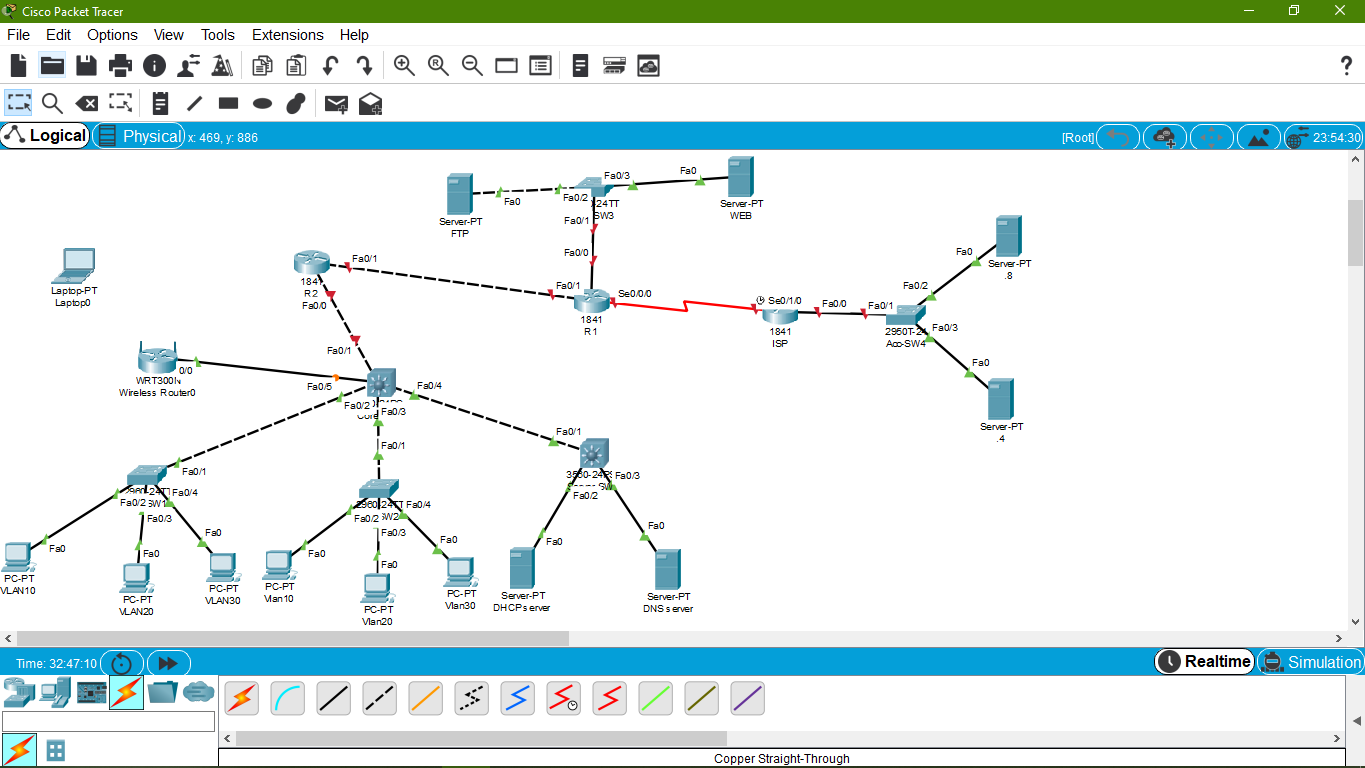 Cisco Packet Tracer
File Edit Options View Tools Extensions Help
Logical Physical x: 469, y: 886 [Root] 23:54:30
Fa0/3 Fa0
Fa0 Fa0/2
Server-PT
FTP
SW3
Server-PT
WEB
Fa0/1
Fa0/0
Laptop-PT
Laptop0
Fa0/1
R2
Fa0/0
Fa0/1
1841
R1
Se0/0/0
Se0/1/0
1841
ISP
Fa0/0
Fa0/1
Fa0/2
Fa0
Server-PT
.8
Acc-SW4
Fa0/3
Fa0
Server-PT
.4
Fa0/1
0/0
WRT300N
Wireless Router0
Fa0/5
Fa0/4
Fa0/2
Fa0/3
Fa0/1
Fa0/1
Fa0/1
Fa0/4
Fa0/2
Fa0/3
SW2
Fa0/4
Fa0/2
Fa0/3
Fa0/3
Fa0/2
Fa0
PC-PT
VLAN10
Fa0
PC-PT
VLAN20
Fa0
PC-PT
VLAN30
Fa0
PC-PT
Vlan10
Fa0
PC-PT
Vlan20
Fa0
PC-PT
Vlan30
Fa0
Server-PT
DHCP server
Fa0
Server-PT
DNS server
Time: 32:47:10
Realtime Simulation
Copper Straight-Through